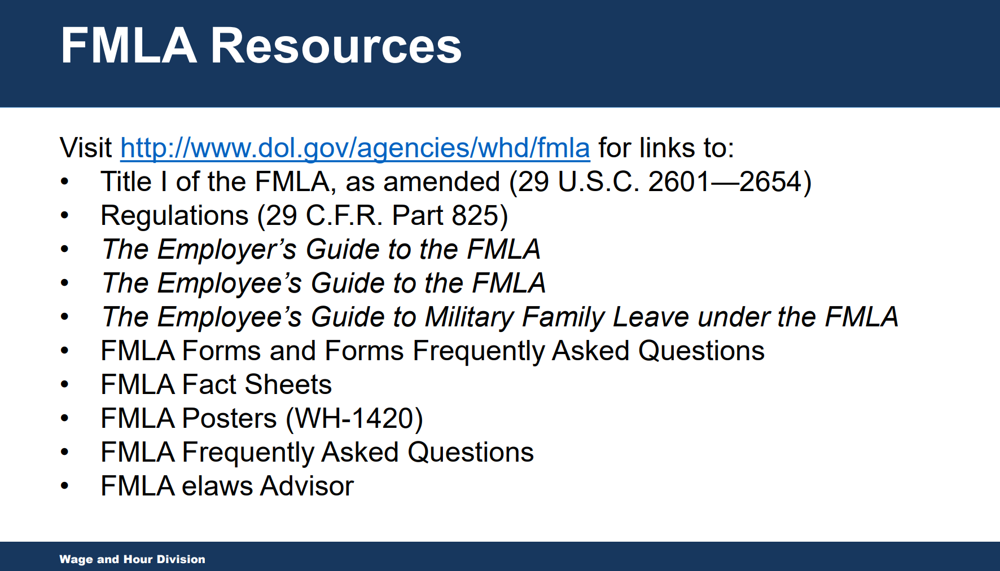 FMLA Resources
Visit http://www.dol.gov/agencies/whd/fmla for links to:
• Title I of the FMLA, as amended (29 U.S.C. 2601—2654)
• Regulations (29 C.F.R. Part 825)
• The Employer’s Guide to the FMLA
• The Employee’s Guide to the FMLA
• The Employee’s Guide to Military Family Leave under the FMLA
• FMLA Forms and Forms Frequently Asked Questions
• FMLA Fact Sheets
• FMLA Posters (WH-1420)
• FMLA Frequently Asked Questions
• FMLA elaws Advisor
Wage and Hour Division